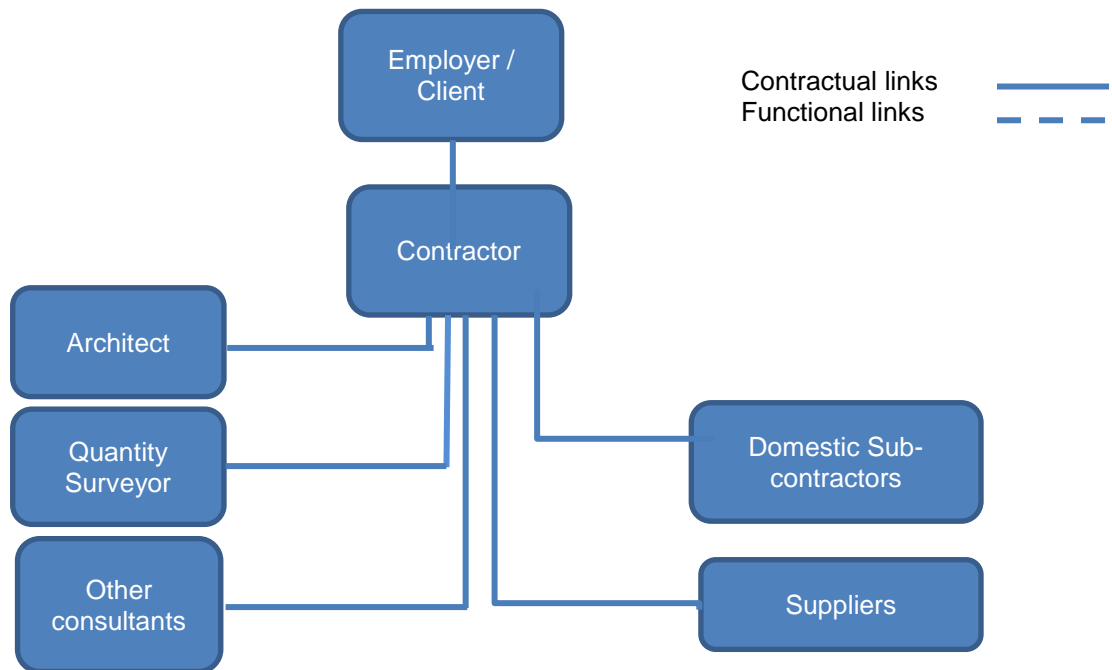 Employer /
Client
Contractual links
Functional links
Contractor
Architect
Quantity
Surveyor
Domestic Sub-
contractors
Other
consultants
Suppliers